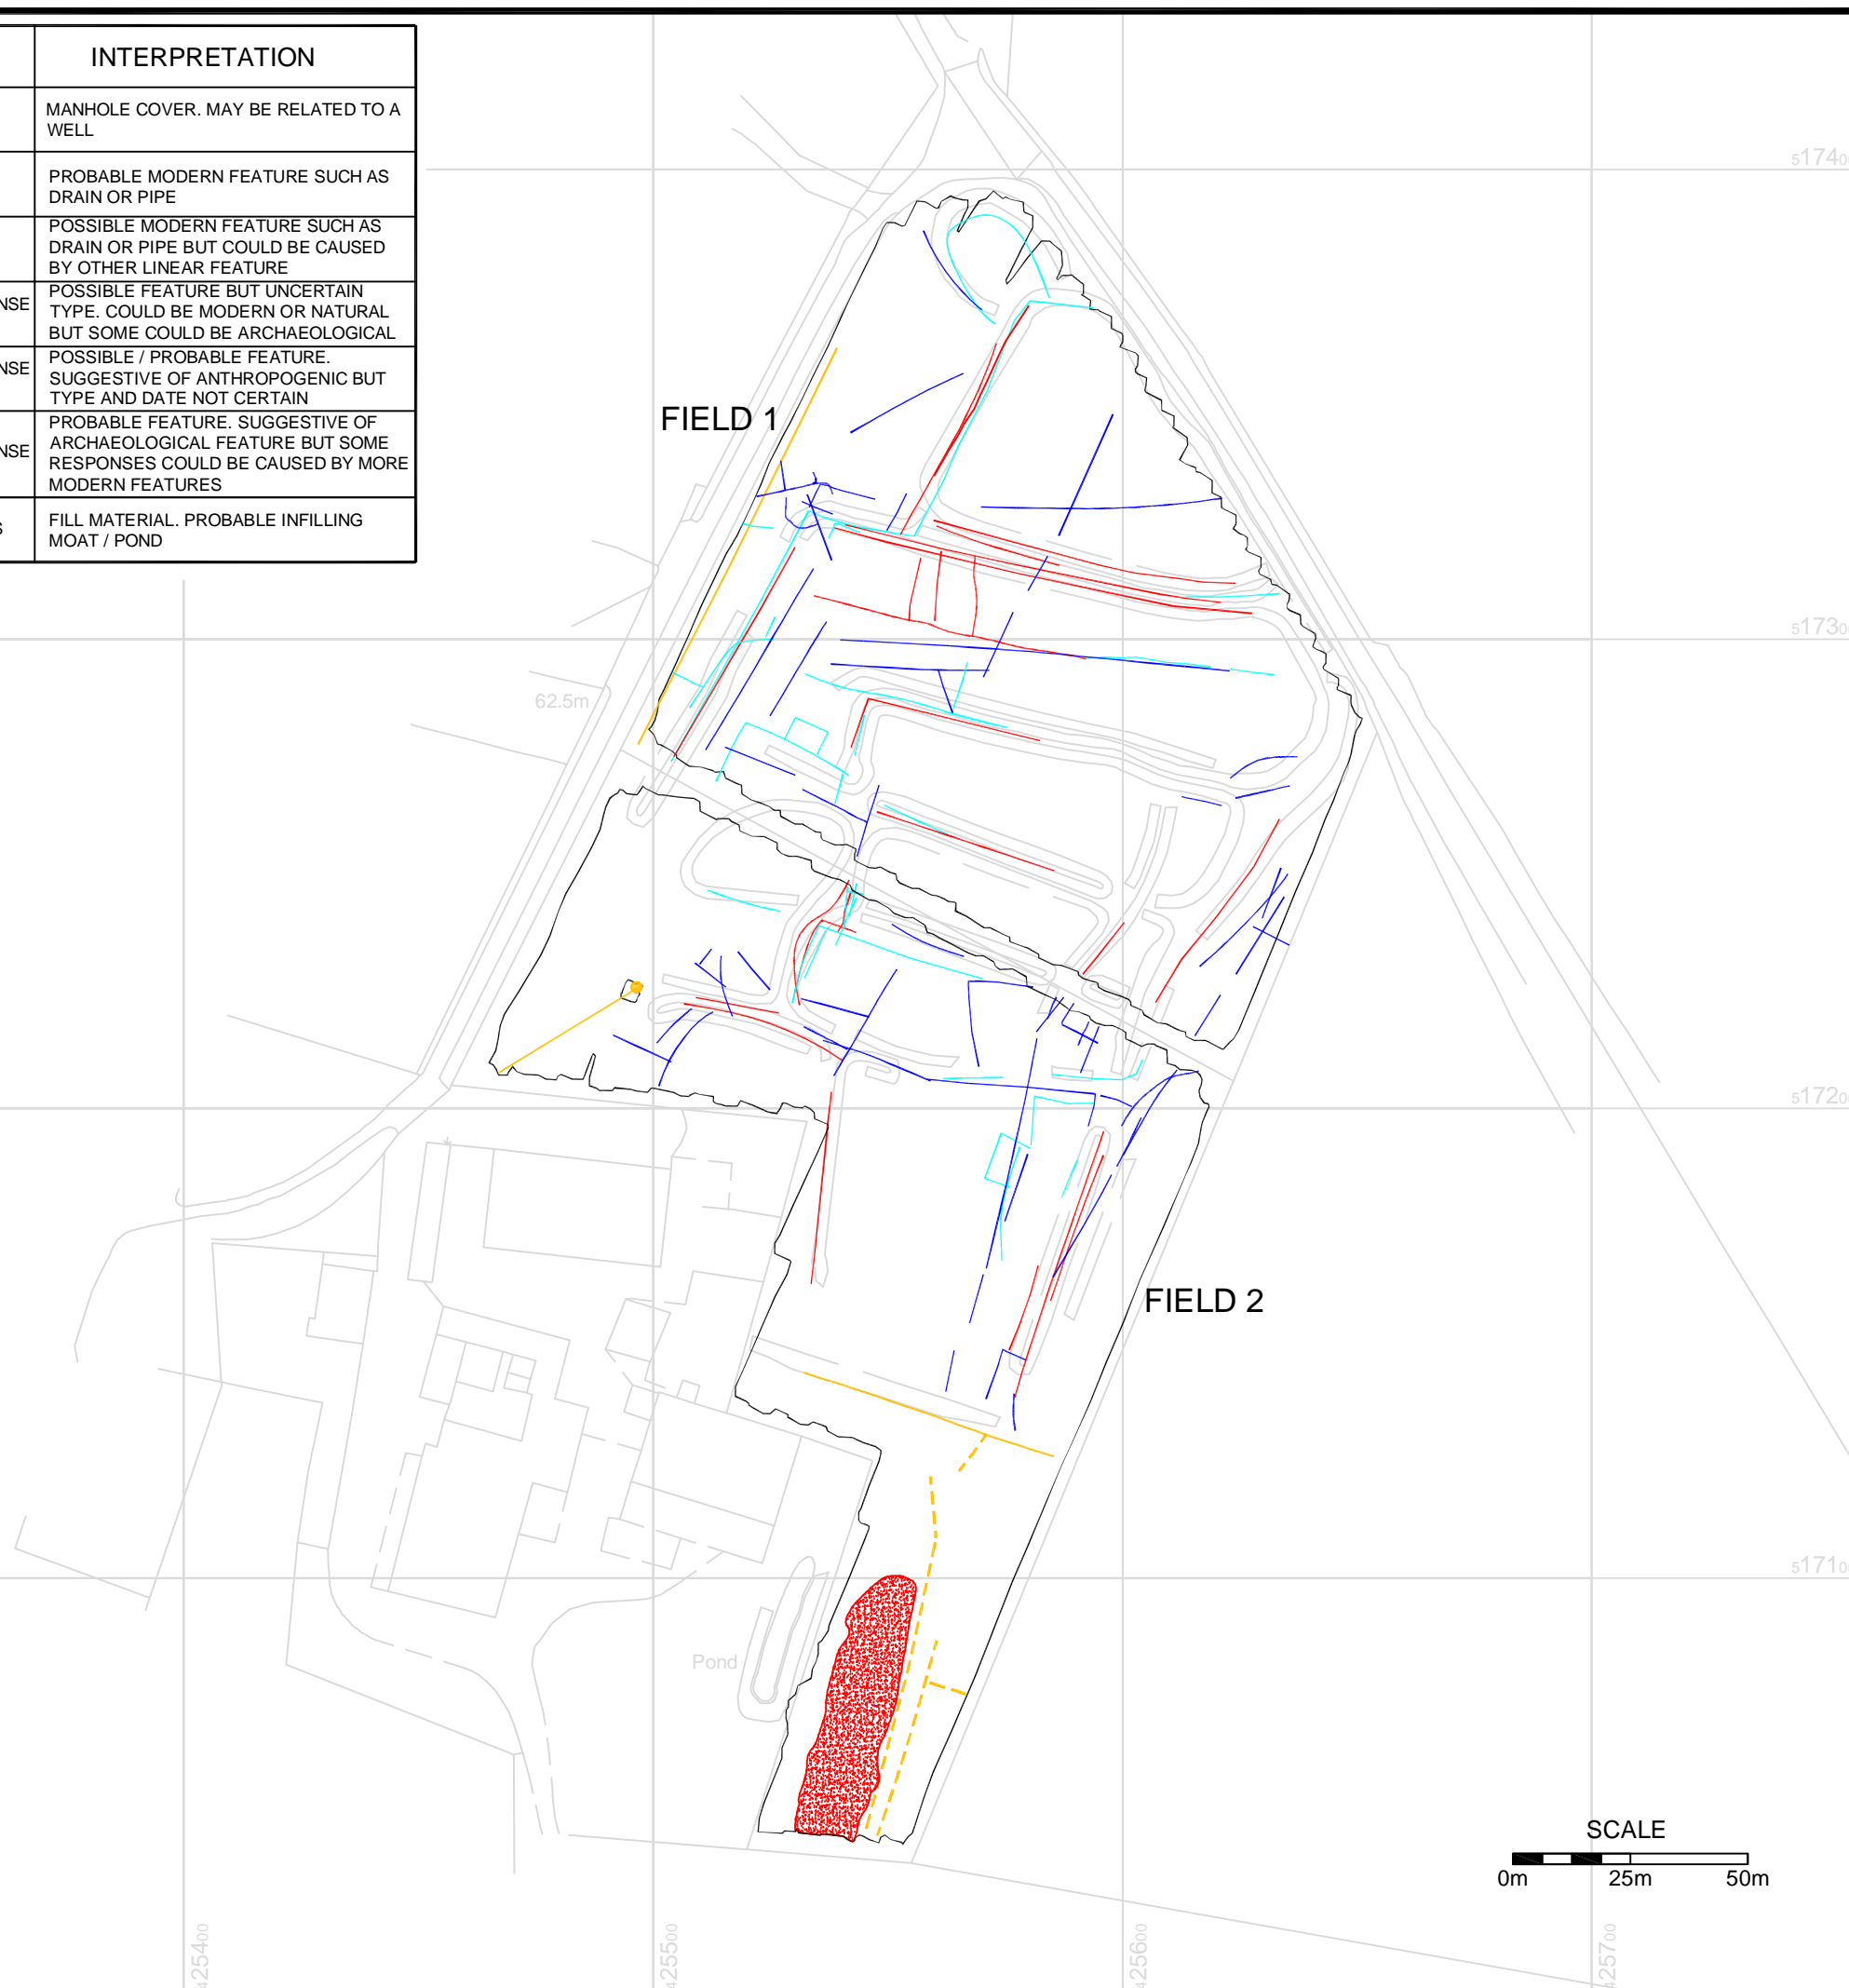 INTERPRETATION
MANHOLE COVER. MAY BE RELATED TO A
WELL
PROBABLE MODERN FEATURE SUCH AS
DRAIN OR PIPE
POSSIBLE MODERN FEATURE SUCH AS
DRAIN OR PIPE BUT COULD BE CAUSED
BY OTHER LINEAR FEATURE
NSE
POSSIBLE FEATURE BUT UNCERTAIN
TYPE. COULD BE MODERN OR NATURAL
BUT SOME COULD BE ARCHAEOLOGICAL
NSE
POSSIBLE / PROBABLE FEATURE.
SUGGESTIVE OF ANTHROPOGENIC BUT
TYPE AND DATE NOT CERTAIN
NSE
PROBABLE FEATURE. SUGGESTIVE OF
ARCHAEOLOGICAL FEATURE BUT SOME
RESPONSES COULD BE CAUSED BY MORE
MODERN FEATURES
S
FILL MATERIAL. PROBABLE INFILLING
MOAT / POND
517400
FIELD 1
517300
62.5m
517200
FIELD 2
517100
Pond
SCALE
0m 25m 50m
425400
425500
425600
425700